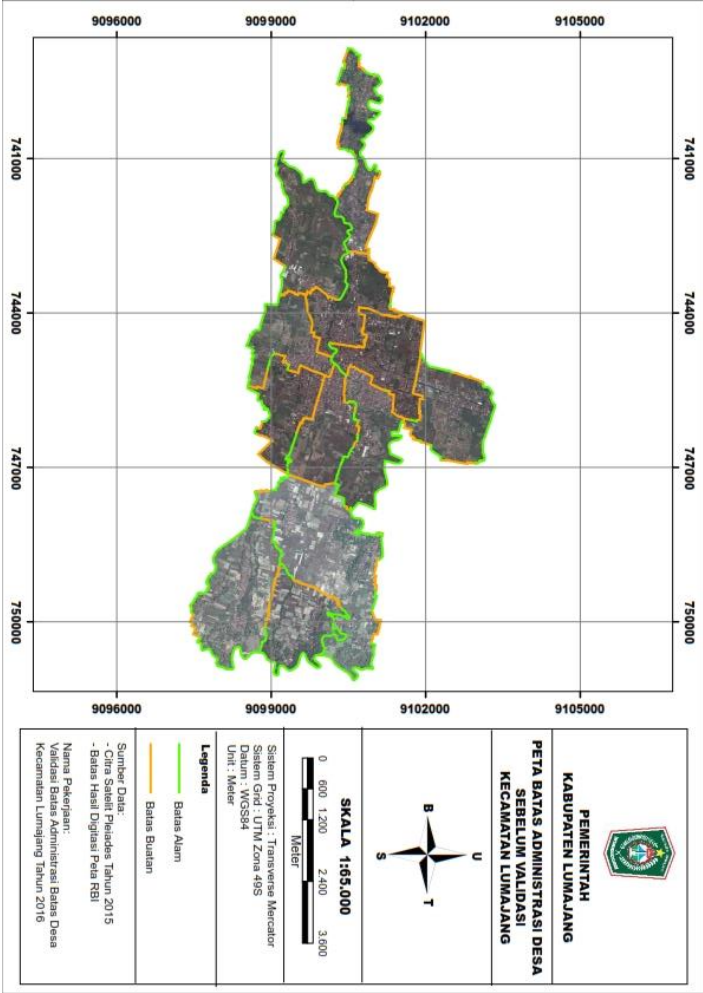 9096000 9099000 9102000 9105000
741000
744000
747000
750000
9096000 9099000 9102000 9105000
PEMERINTAH
KABUPATEN LUMAJANG
PETA BATAS ADMINISTRASI DESA
SEBELUM VALIDASI
KECAMATAN LUMAJANG
U
B T
S
SKALA 1:65.000
0 600 1.200 2.400 3.600
Meter
Sistem Proyeksi : Transverse Mercator
Sistem Grid : UTM Zona 49S
Datum : WGS84
Unit : Meter
Legenda
Batas Alam
Batas Buatan
Sumber Data:
- Citra Satelit Pleiades Tahun 2015
- Batas Hasil Digitasi Peta RBI
Nama Pekerjaan:
Validasi Batas Administrasi Batas Desa
Kecamatan Lumajang Tahun 2016